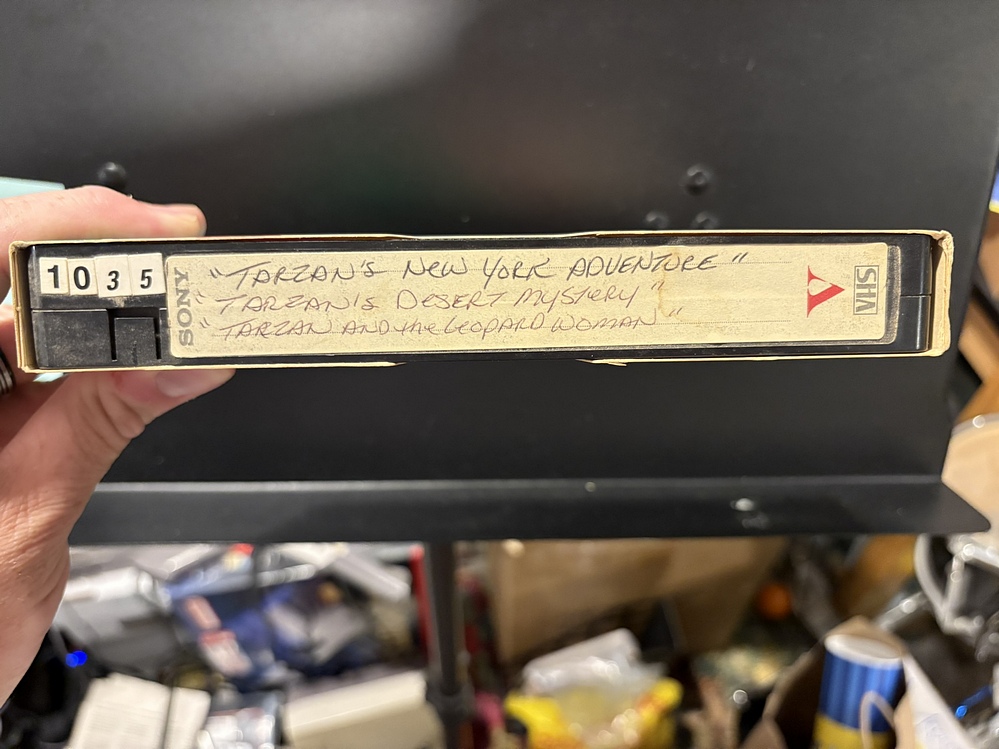 1035
SONY
"TARZAN'S NEW YORK ADVENTURE"
"TARZAN'S DESERT MYSTERY"
"TARZAN AND the LEOPARD WOMAN"
V
VHS